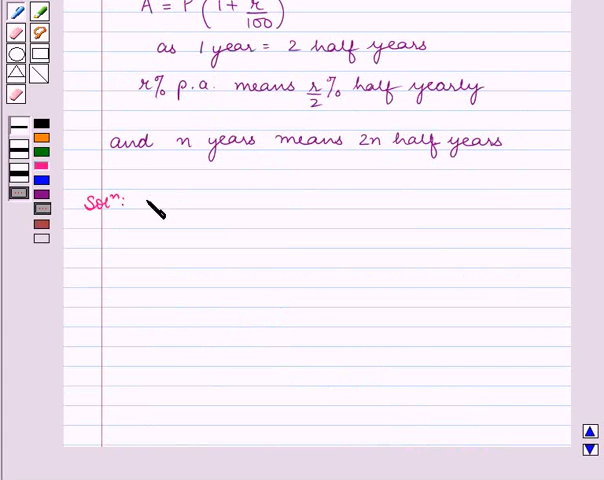 A = P (1 + r/100)
as 1 year = 2 half years
r% p.a. means r/2 % half yearly
and n years means 2n half years
Solⁿ: